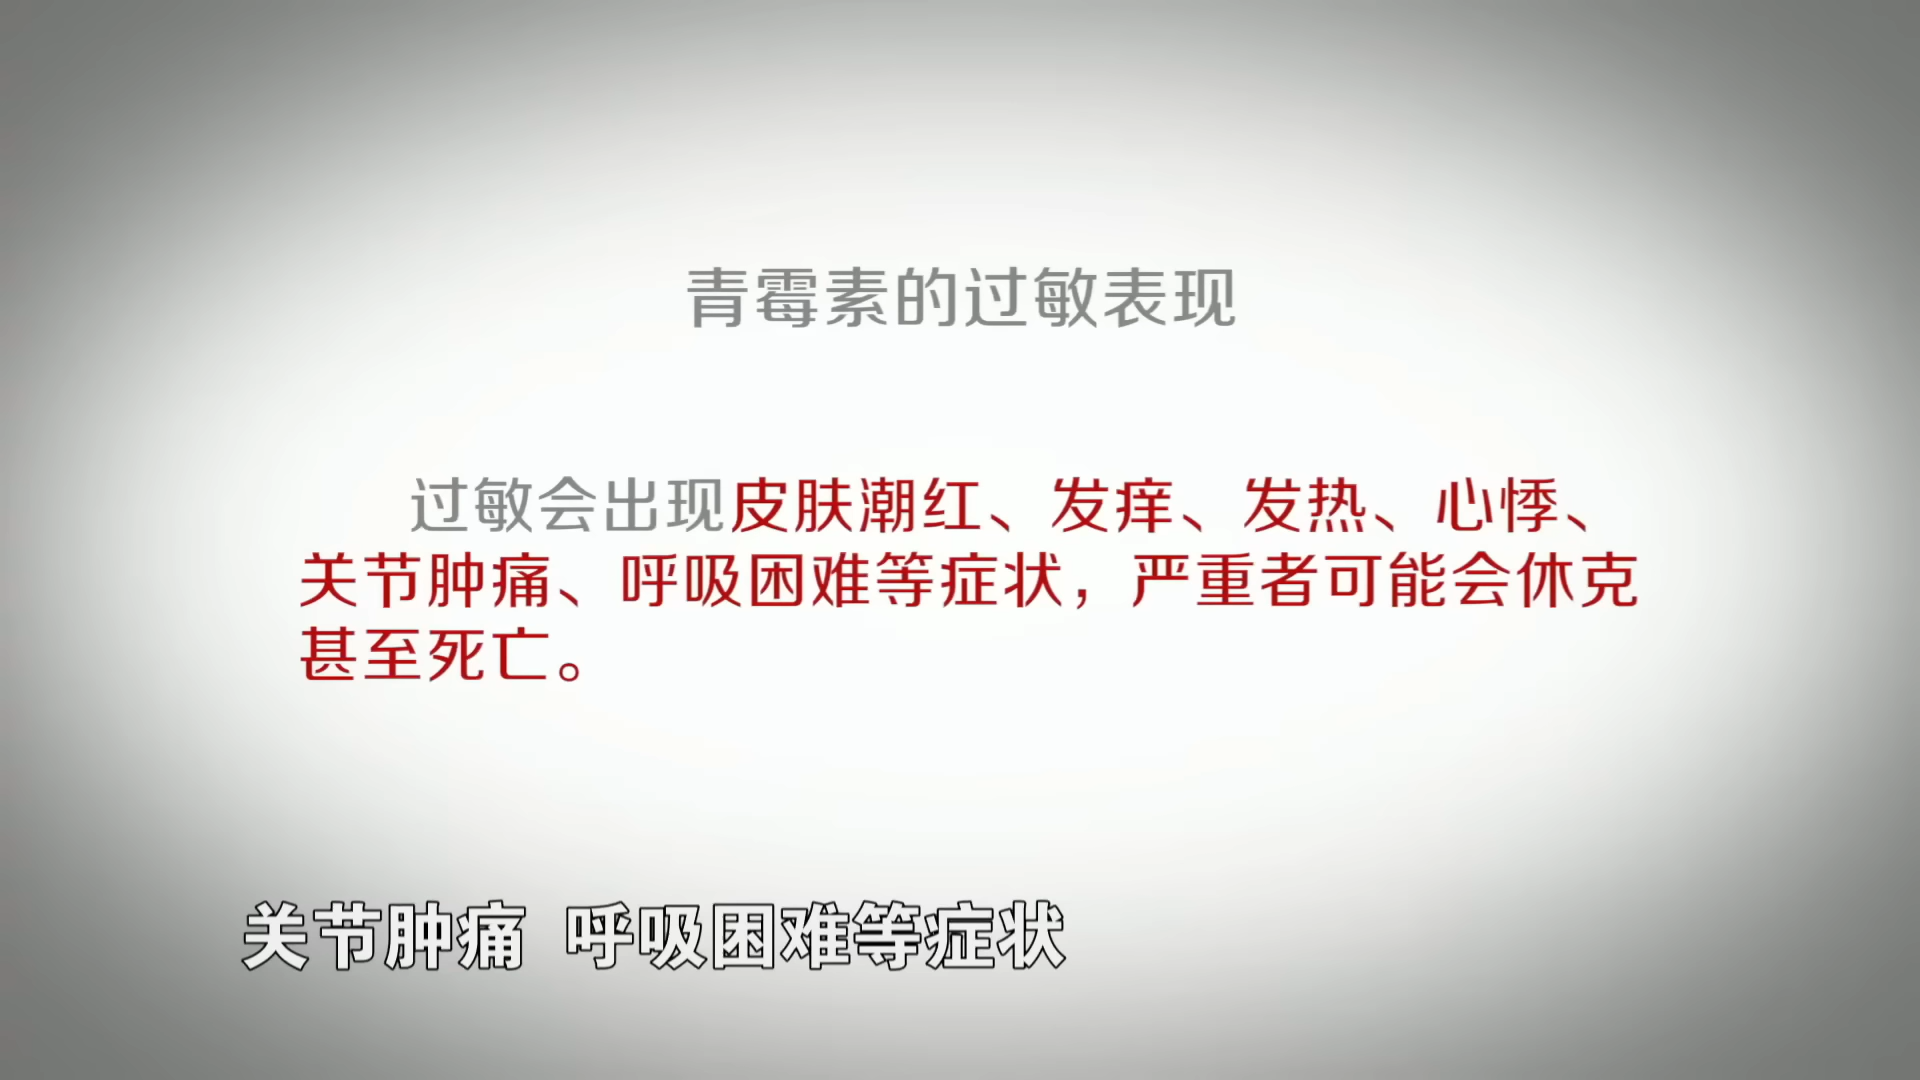 青霉素的过敏表现
过敏会出现皮肤潮红、发痒、发热、心悸、
关节肿痛、呼吸困难等症状，严重者可能会休克
甚至死亡。
关节肿痛 呼吸困难等症状